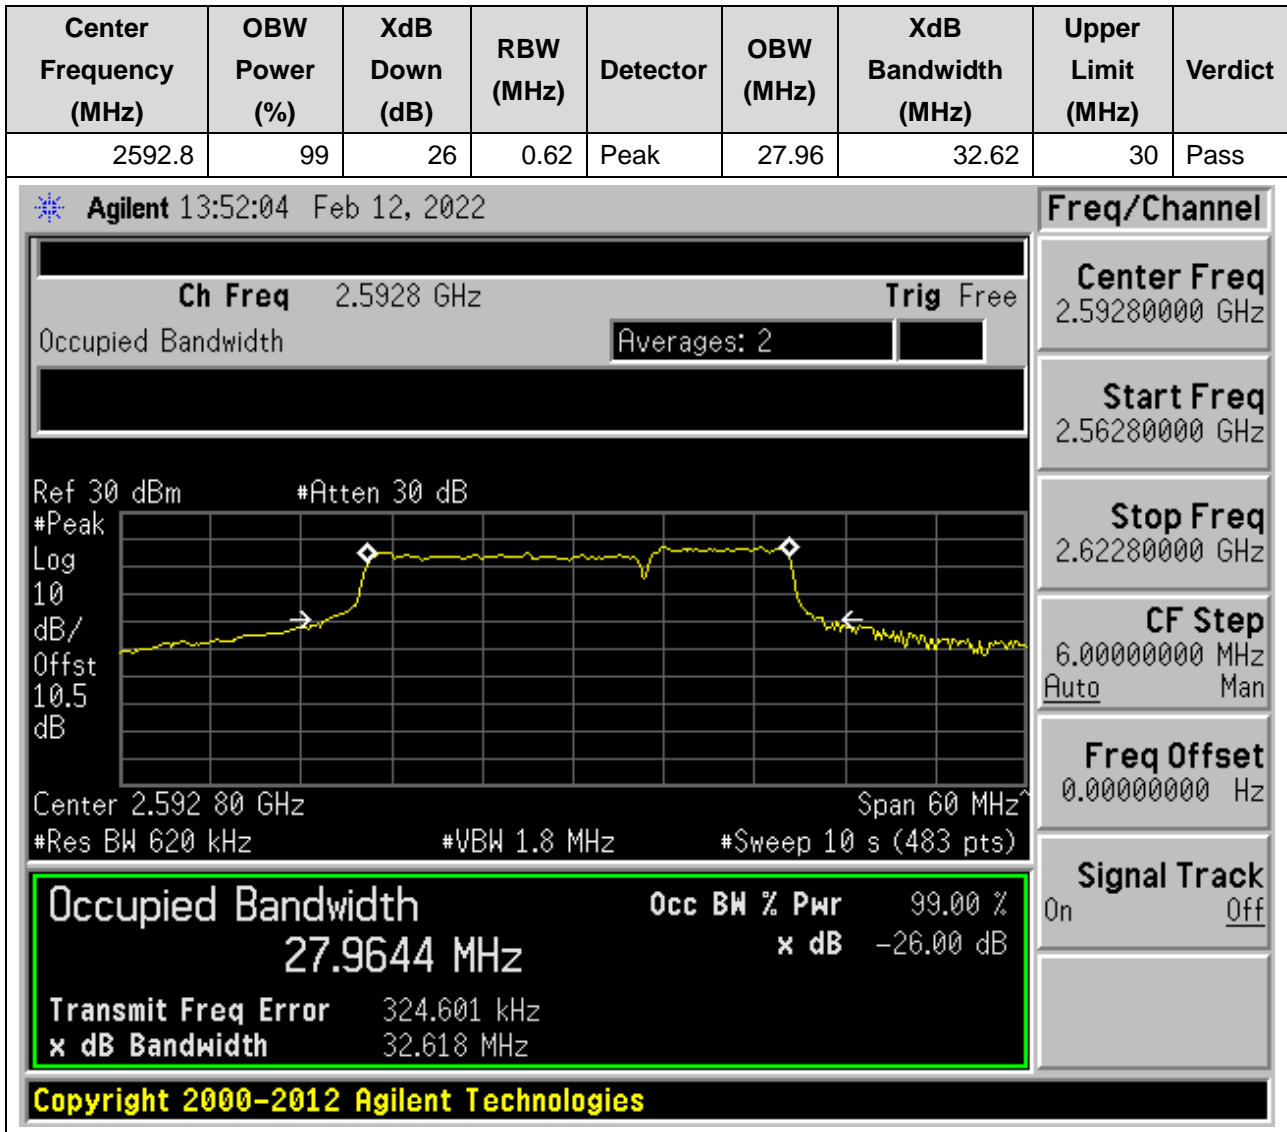 Center Frequency (MHz) OBW Power (%) XdB Down (dB) RBW (MHz) Detector OBW (MHz) XdB Bandwidth (MHz) Upper Limit (MHz) Verdict
2592.8 99 26 0.62 Peak 27.96 32.62 30 Pass
Agilent 13:52:04 Feb 12, 2022
Ch Freq 2.5928 GHz Trig Free
Occupied Bandwidth Averages: 2
Ref 30 dBm #Atten 30 dB
#Peak
Log
10
dB/
Offst
10.5
dB
Center 2.592 80 GHz Span 60 MHz^
#Res BW 620 kHz #VBW 1.8 MHz #Sweep 10 s (483 pts)
Occupied Bandwidth Occ BW % Pwr 99.00 %
27.9644 MHz x dB -26.00 dB
Transmit Freq Error 324.601 kHz
x dB Bandwidth 32.618 MHz
Freq/Channel
Center Freq
2.59280000 GHz
Start Freq
2.56280000 GHz
Stop Freq
2.62280000 GHz
CF Step
6.00000000 MHz
Auto Man
Freq Offset
0.00000000 Hz
Signal Track
On Off
Copyright 2000-2012 Agilent Technologies